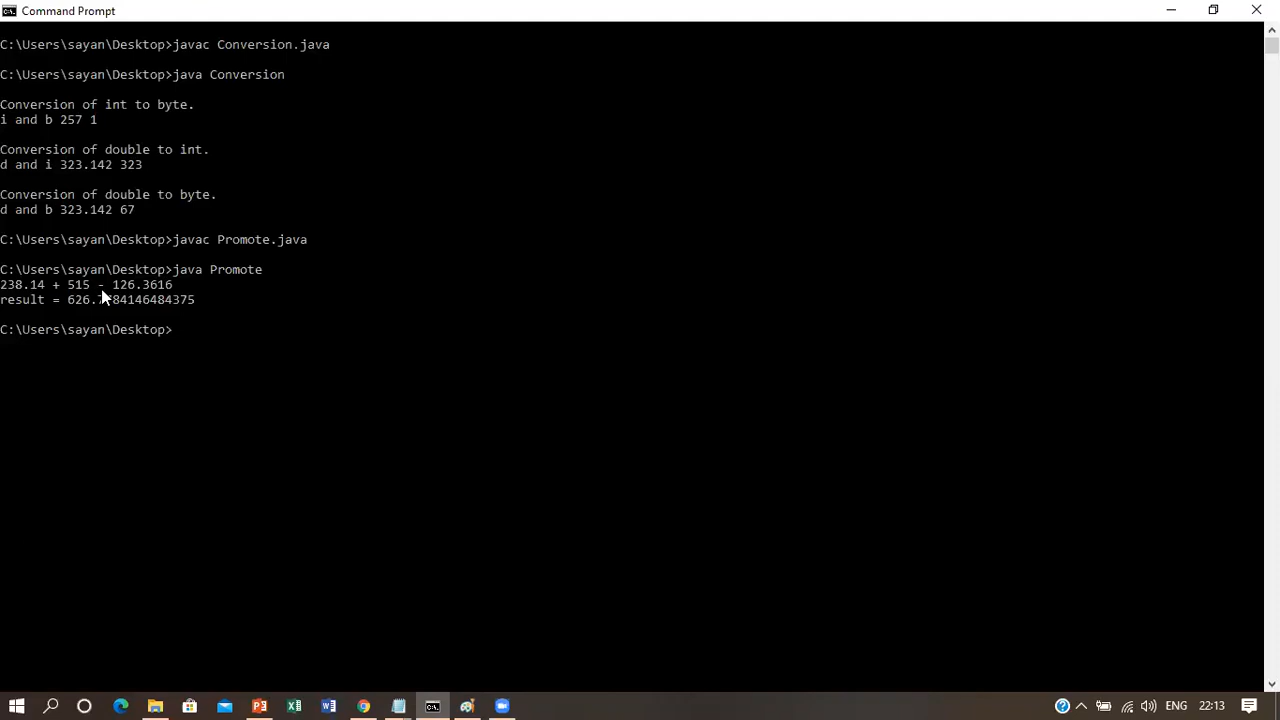 Command Prompt
C:\Users\sayan\Desktop>javac Conversion.java
C:\Users\sayan\Desktop>java Conversion
Conversion of int to byte.
i and b 257 1
Conversion of double to int.
d and i 323.142 323
Conversion of double to byte.
d and b 323.142 67
C:\Users\sayan\Desktop>javac Promote.java
C:\Users\sayan\Desktop>java Promote
238.14 + 515 - 126.3616
result =
C:\Users\sayan\Desktop>
ENG 22:13